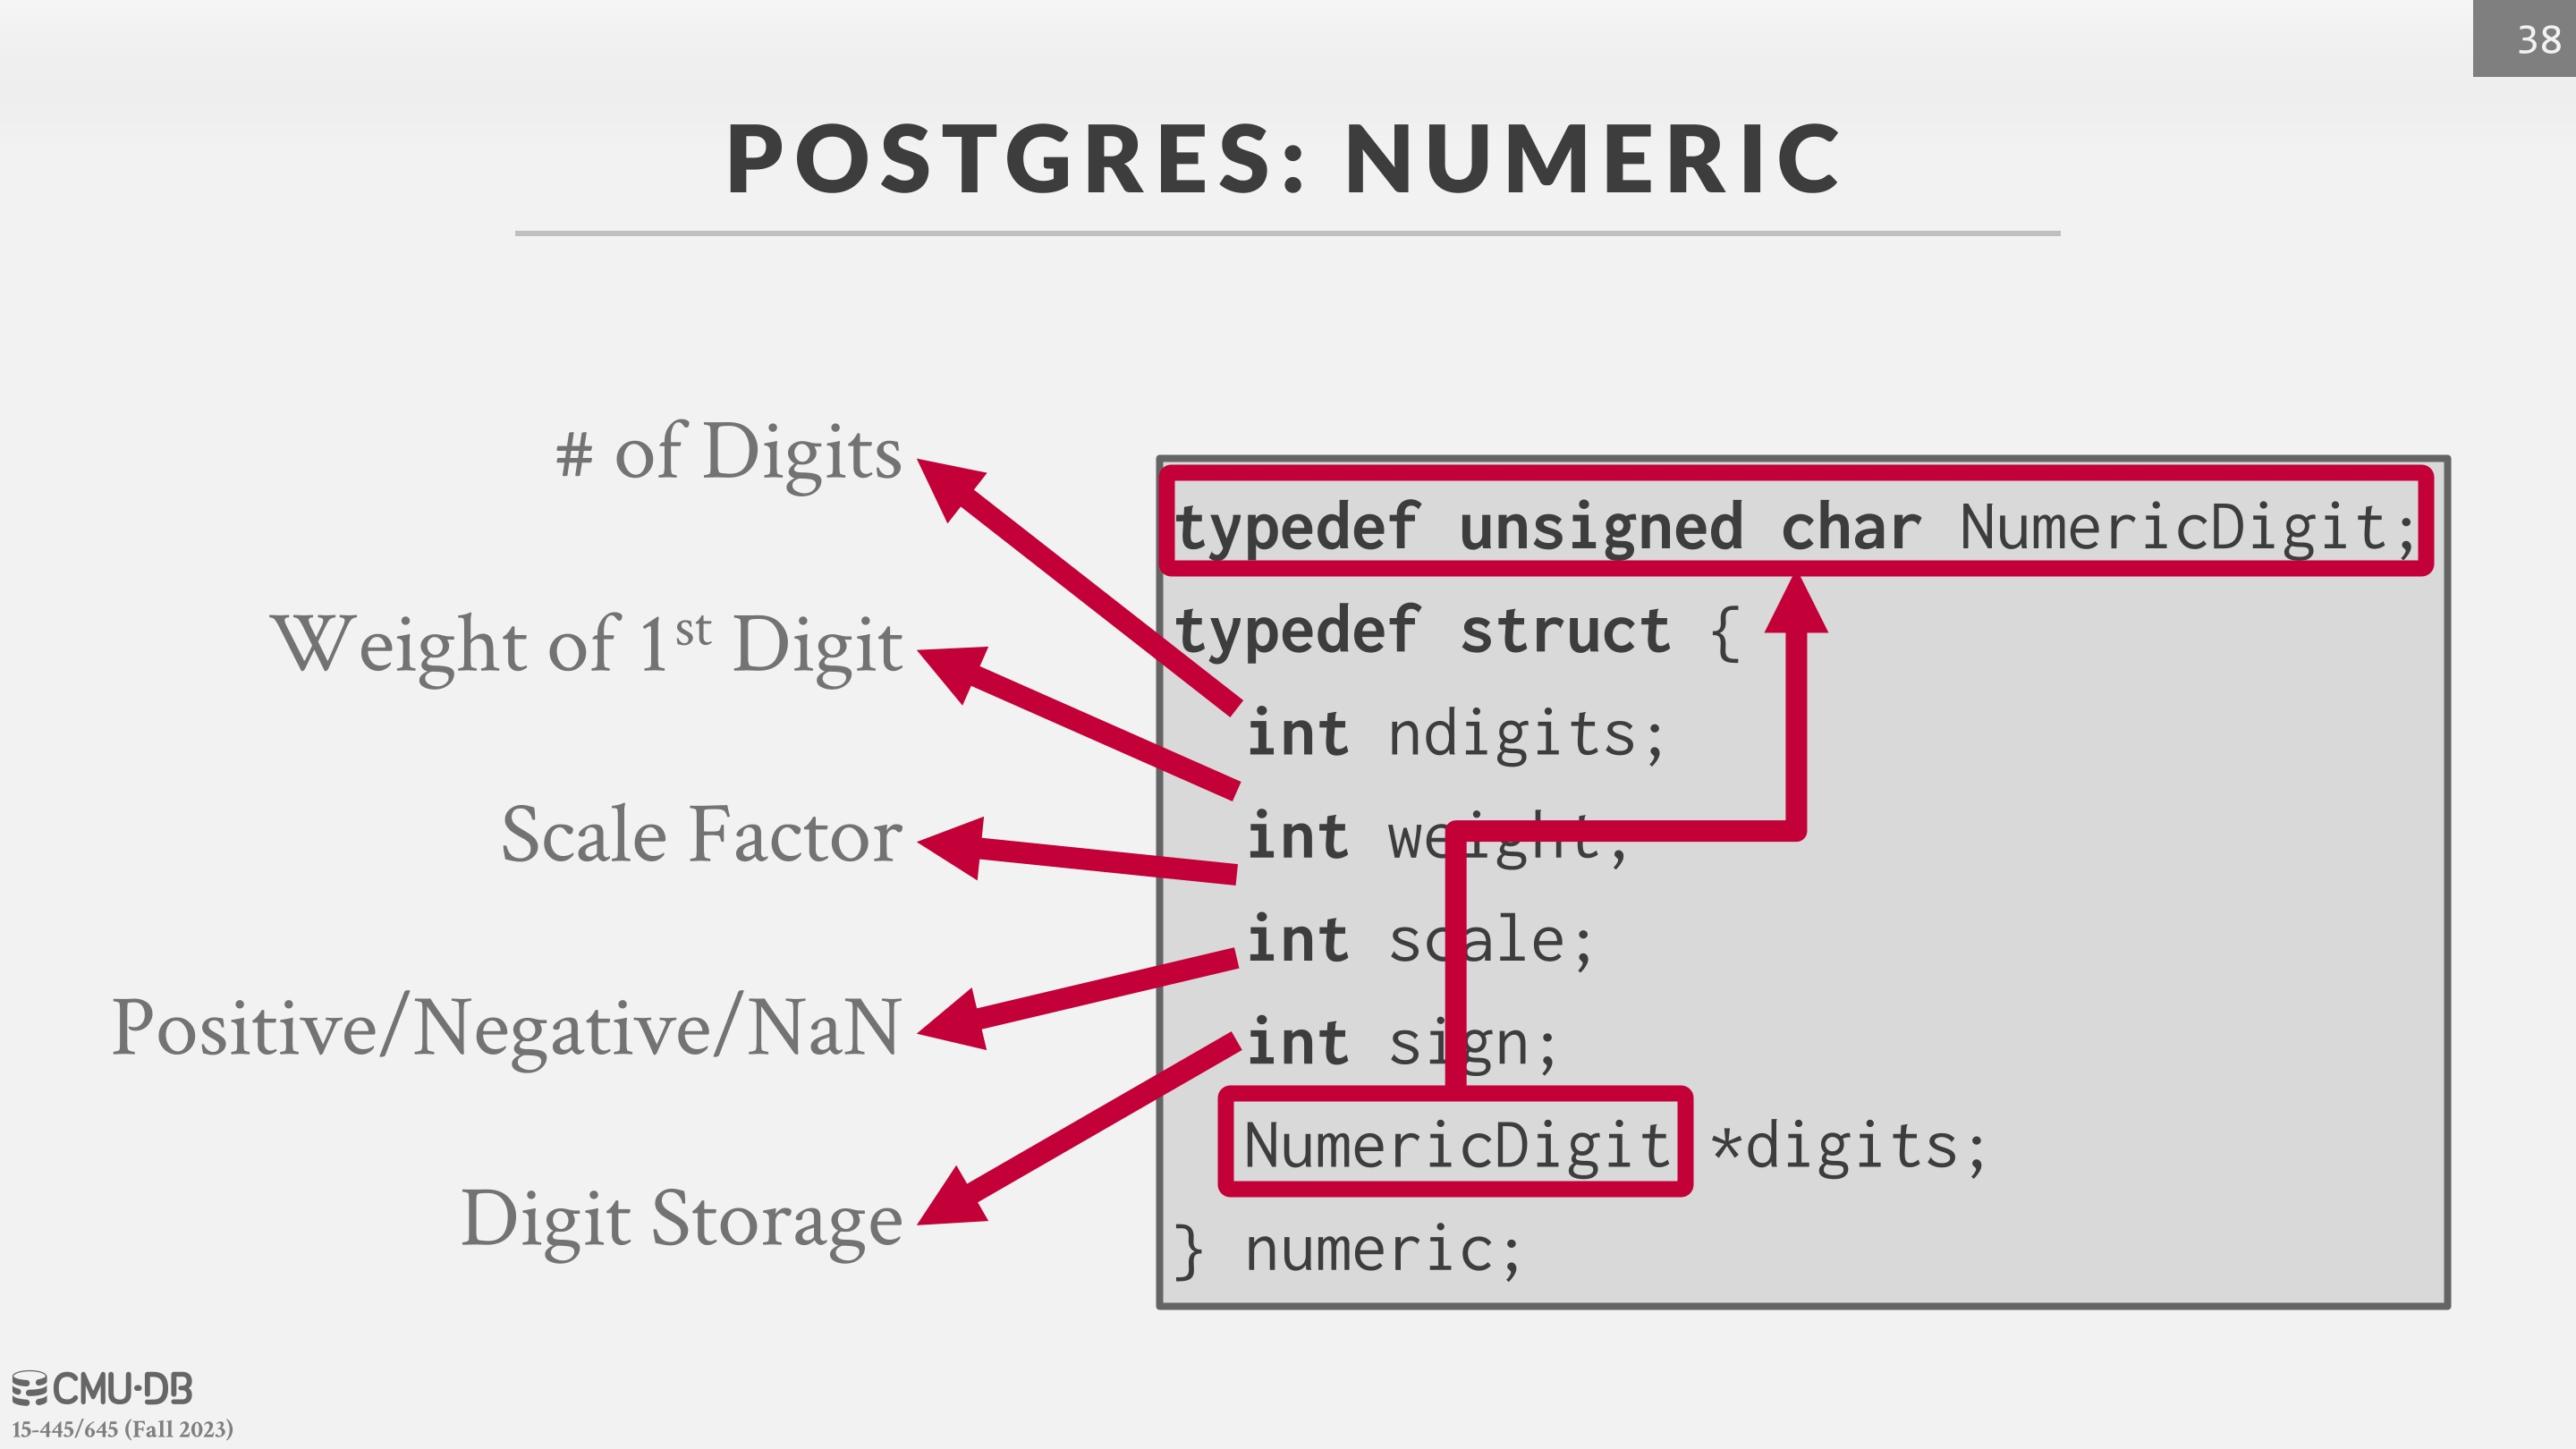 38
POSTGRES: NUMERIC
# of Digits
Weight of 1st Digit
Scale Factor
Positive/Negative/NaN
Digit Storage
typedef unsigned char NumericDigit;
typedef struct {
int ndigits;
int weight;
int scale;
int sign;
NumericDigit *digits;
} numeric;
CMU·DB
15-445/645 (Fall 2023)